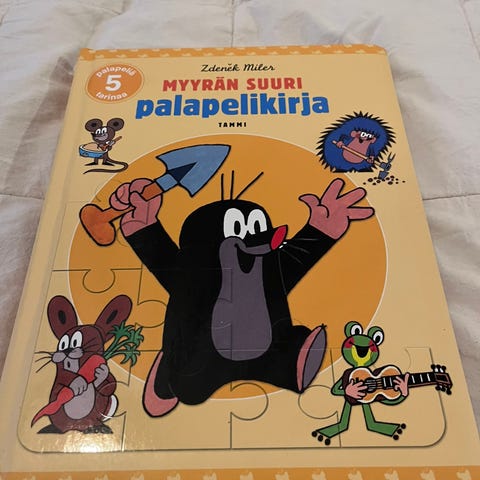 Zdeněk Miler
palapeliä
5
tarinaa
MYYRÄN SUURI
palapelikirja
TAMMI